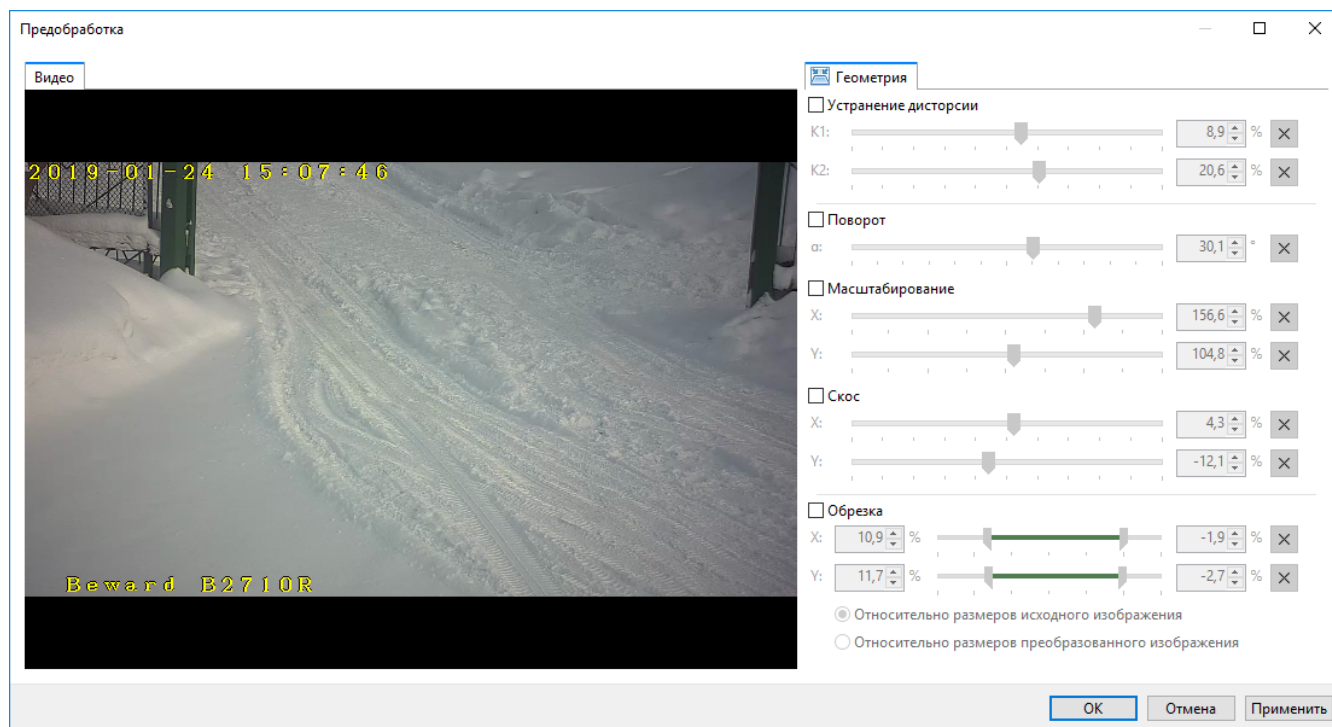 Предобработка
Видео
2019-01-24 15:07:46
Beward B2710R
Геометрия
Устранение дисторсии
K1: 8,9 %
K2: 20,6 %
Поворот
α: 30,1 °
Масштабирование
X: 156,6 %
Y: 104,8 %
Скос
X: 4,3 %
Y: -12,1 %
Обрезка
X: 10,9 % -1,9 %
Y: 11,7 % -2,7 %
Относительно размеров исходного изображения
Относительно размеров преобразованного изображения
ОК Отмена Применить